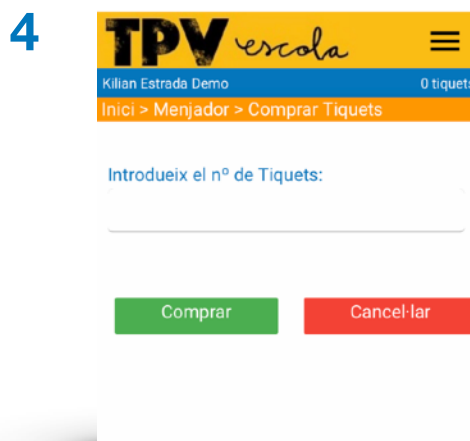 4
TPV escola
Kilian Estrada Demo 0 tiquets
Inici > Menjador > Comprar Tiquets
Introdueix el nº de Tiquets:
Comprar Cancel·lar